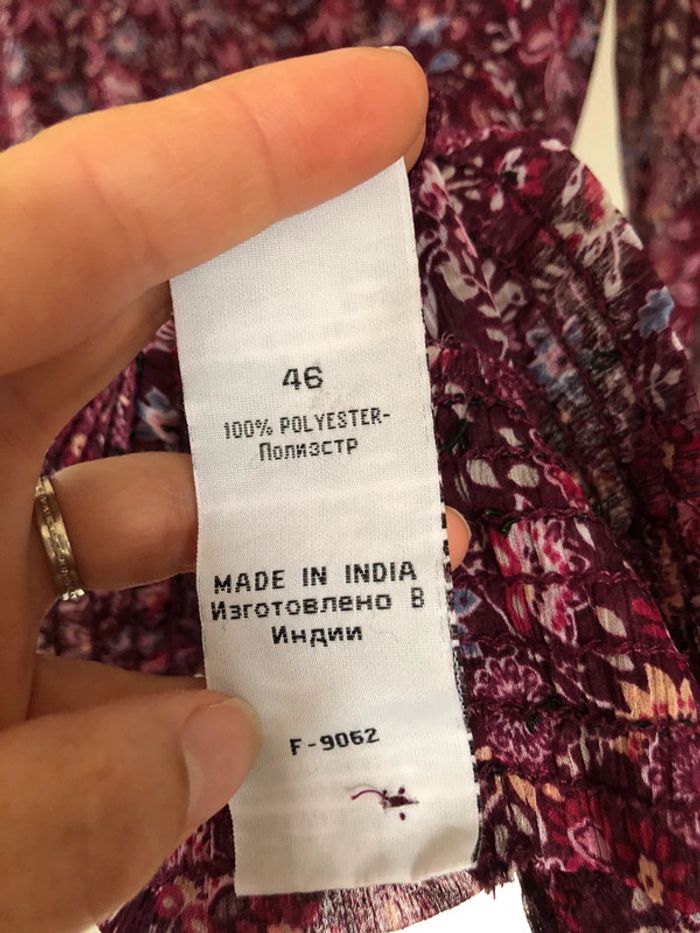 46
100% POLYESTER-
Полиэстр
MADE IN INDIA
Изготовлено В
Индии
F-9062